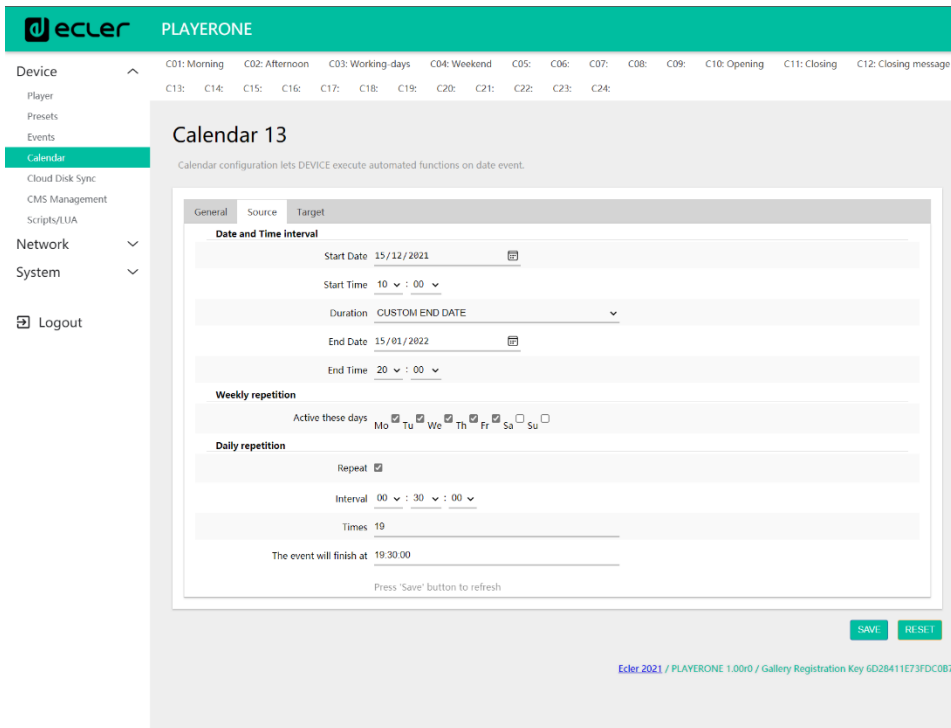 ecler PLAYERONE
Device
Player
Presets
Events
Calendar
Cloud Disk Sync
CMS Management
Scripts/LUA
Network
System
Logout
C01: Morning C02: Afternoon C03: Working-days C04: Weekend C05: C06: C07: C08: C09: C10: Opening C11: Closing C12: Closing message
C13: C14: C15: C16: C17: C18: C19: C20: C21: C22: C23: C24:
Calendar 13
Calendar configuration lets DEVICE execute automated functions on date event.
General Source Target
Date and Time interval
Start Date 15/12/2021
Start Time 10 : 00
Duration CUSTOM END DATE
End Date 15/01/2022
End Time 20 : 00
Weekly repetition
Active these days Mo Tu We Th Fr Sa Su
Daily repetition
Repeat
Interval 00 : 30 : 00
Times 19
The event will finish at 19:30:00
Press 'Save' button to refresh
SAVE RESET
Ecler 2021 / PLAYERONE 1.00r0 / Gallery Registration Key 6D28411E73FDC0B7